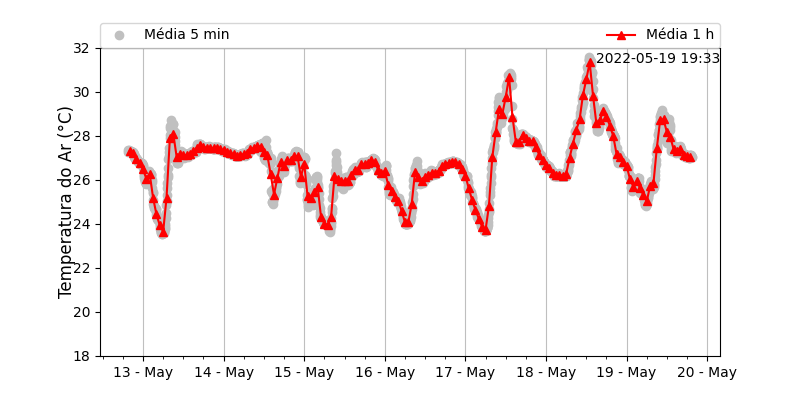 Média 5 min
Média 1 h
2022-05-19 19:33
Temperatura do Ar (°C)
32
30
28
26
24
22
20
18
13 - May
14 - May
15 - May
16 - May
17 - May
18 - May
19 - May
20 - May